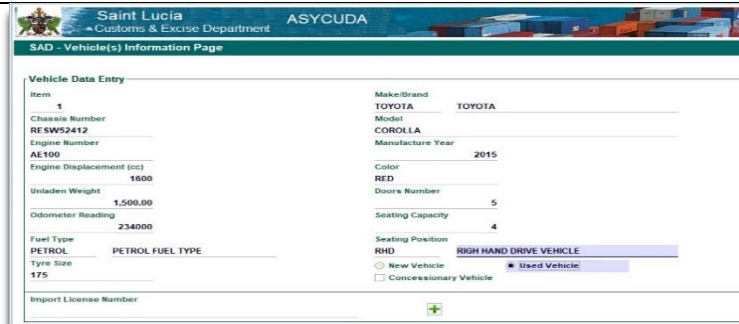 Saint Lucia
Customs & Excise Department
ASYCUDA
SAD - Vehicle(s) Information Page
Vehicle Data Entry
Item
1
Chassis Number
RESW52412
Engine Number
AE100
Engine Displacement (cc)
1600
Unladen Weight
1,500.00
Odometer Reading
234000
Fuel Type
PETROL PETROL FUEL TYPE
Tyre Size
175
Import License Number
Make/Brand
TOYOTA TOYOTA
Model
COROLLA
Manufacture Year
2015
Color
RED
Doors Number
5
Seating Capacity
4
Seating Position
RHD RIGH HAND DRIVE VEHICLE
New Vehicle Used Vehicle
Concessionary Vehicle